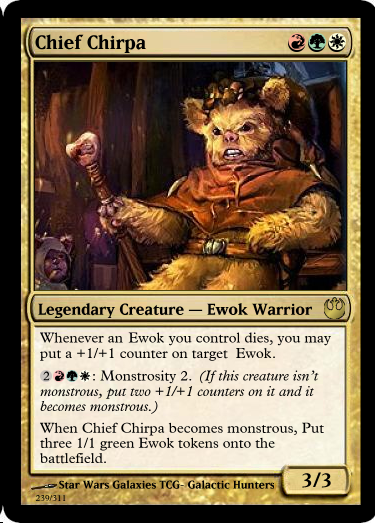 Chief Chirpa
Legendary Creature — Ewok Warrior
Whenever an Ewok you control dies, you may
put a +1/+1 counter on target  Ewok.
2: Monstrosity 2. (If this creature isn't
monstrous, put two +1/+1 counters on it and it
becomes monstrous.)
When Chief Chirpa becomes monstrous, Put
three 1/1 green Ewok tokens onto the
battlefield.
3/3
Star Wars Galaxies TCG- Galactic Hunters
239/311